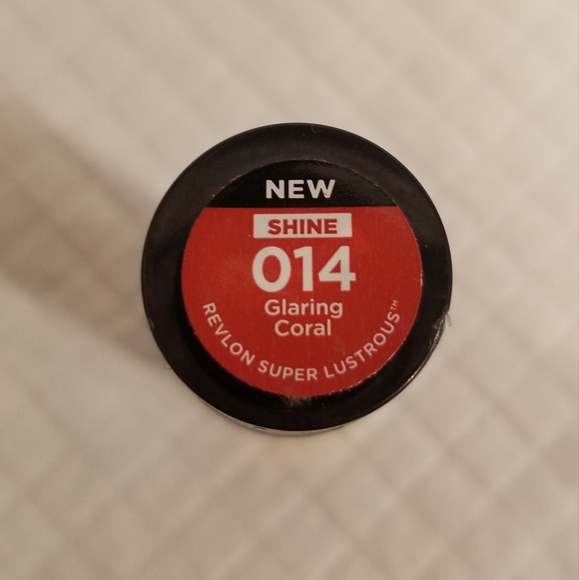 NEW
SHINE
014
Glaring
Coral
REVLON SUPER LUSTROUS™